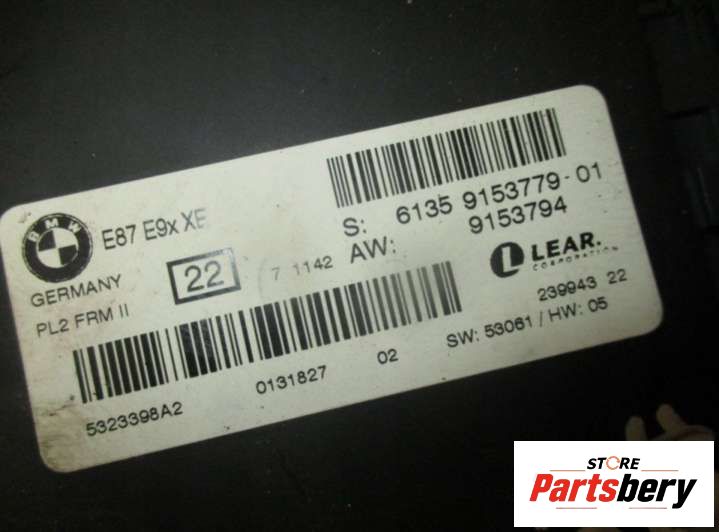 BMW
E87 E9x XE
GERMANY
PL2 FRM II
22
7 1142
S: 6135 9153779-01
AW: 9153794
LEAR.
CORPORATION
239943 22
SW: 53061 / HW: 05
5323398A2
0131827
02
STORE
Partsbery